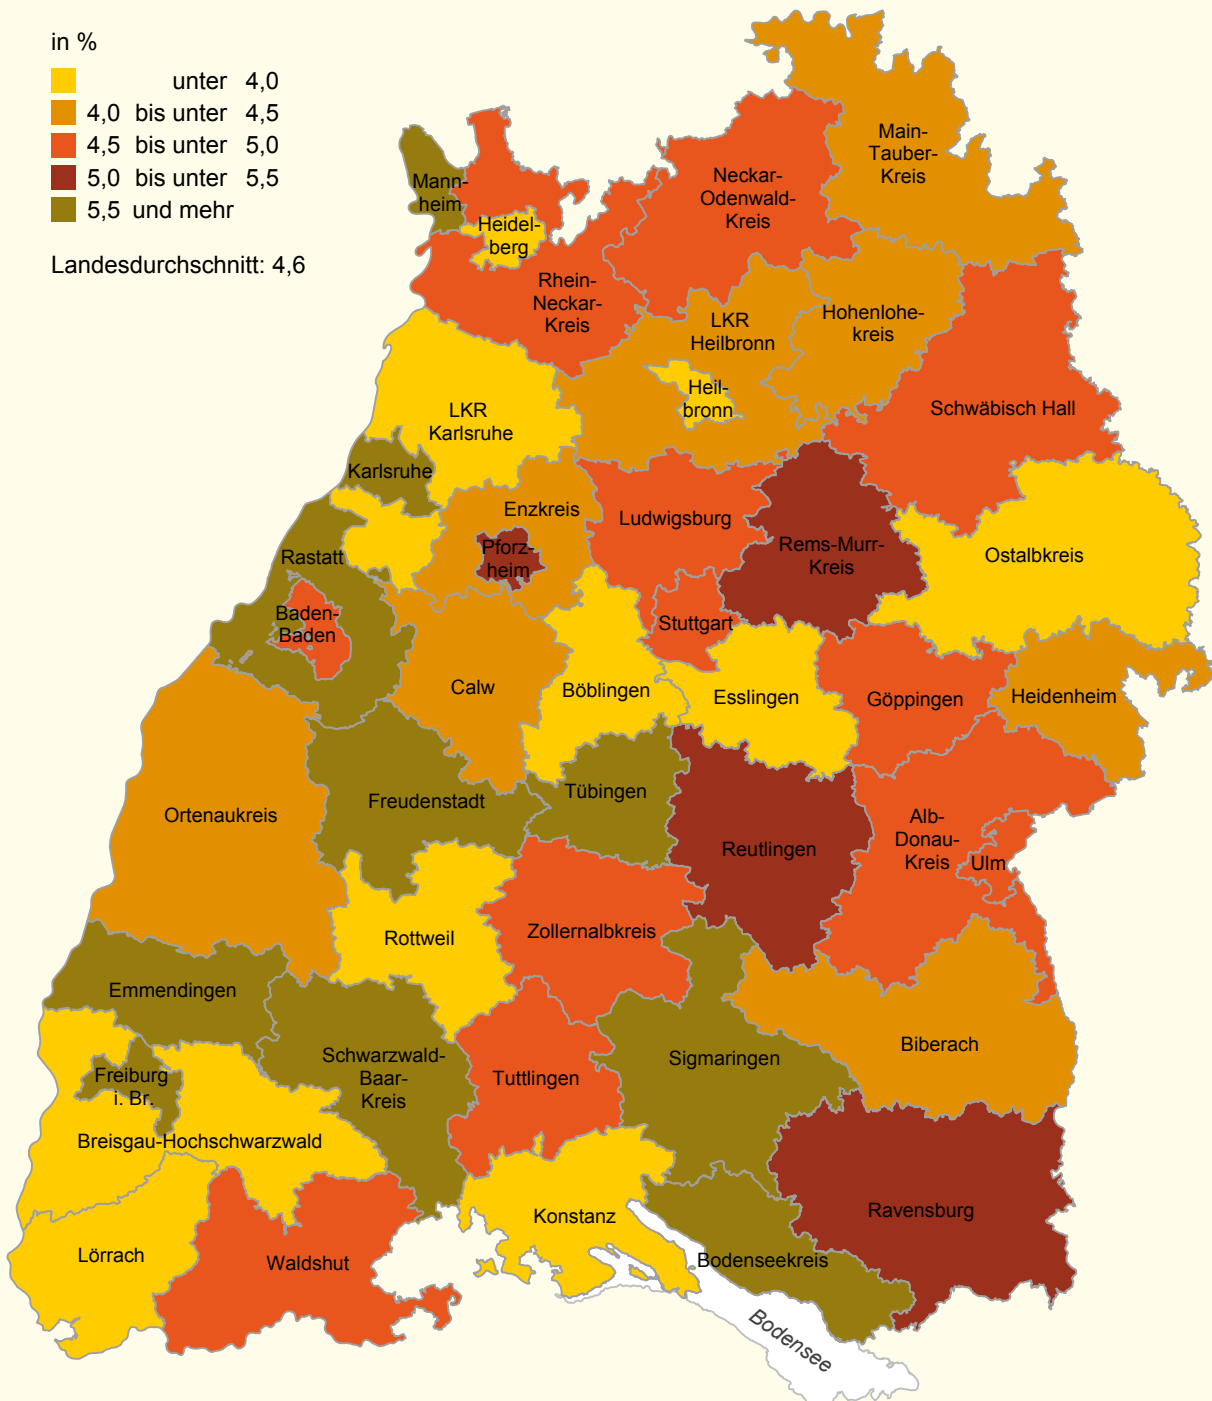 in %
unter 4,0
4,0 bis unter 4,5
4,5 bis unter 5,0
5,0 bis unter 5,5
5,5 und mehr
Landesdurchschnitt: 4,6
Main-
Tauber-
Kreis
Mann-
heim
Neckar-
Odenwald-
Kreis
Heidel-
berg
Rhein-
Neckar-
Kreis
LKR
Heilbronn
Hohenlohe-
kreis
Heil-
bronn
LKR
Karlsruhe
Schwäbisch Hall
Karlsruhe
Enzkreis
Ludwigsburg
Pforz-
heim
Rems-Murr-
Kreis
Ostalbkreis
Rastatt
Baden-
Baden
Stuttgart
Calw
Böblingen
Esslingen
Göppingen
Heidenheim
Freudenstadt
Tübingen
Ortenaukreis
Reutlingen
Alb-
Donau-
Kreis
Ulm
Rottweil
Zollernalbkreis
Emmendingen
Schwarzwald-
Baar-
Kreis
Tuttlingen
Sigmaringen
Biberach
Freiburg
i. Br.
Breisgau-Hochschwarzwald
Konstanz
Ravensburg
Lörrach
Waldshut
Bodenseekreis
Bodensee